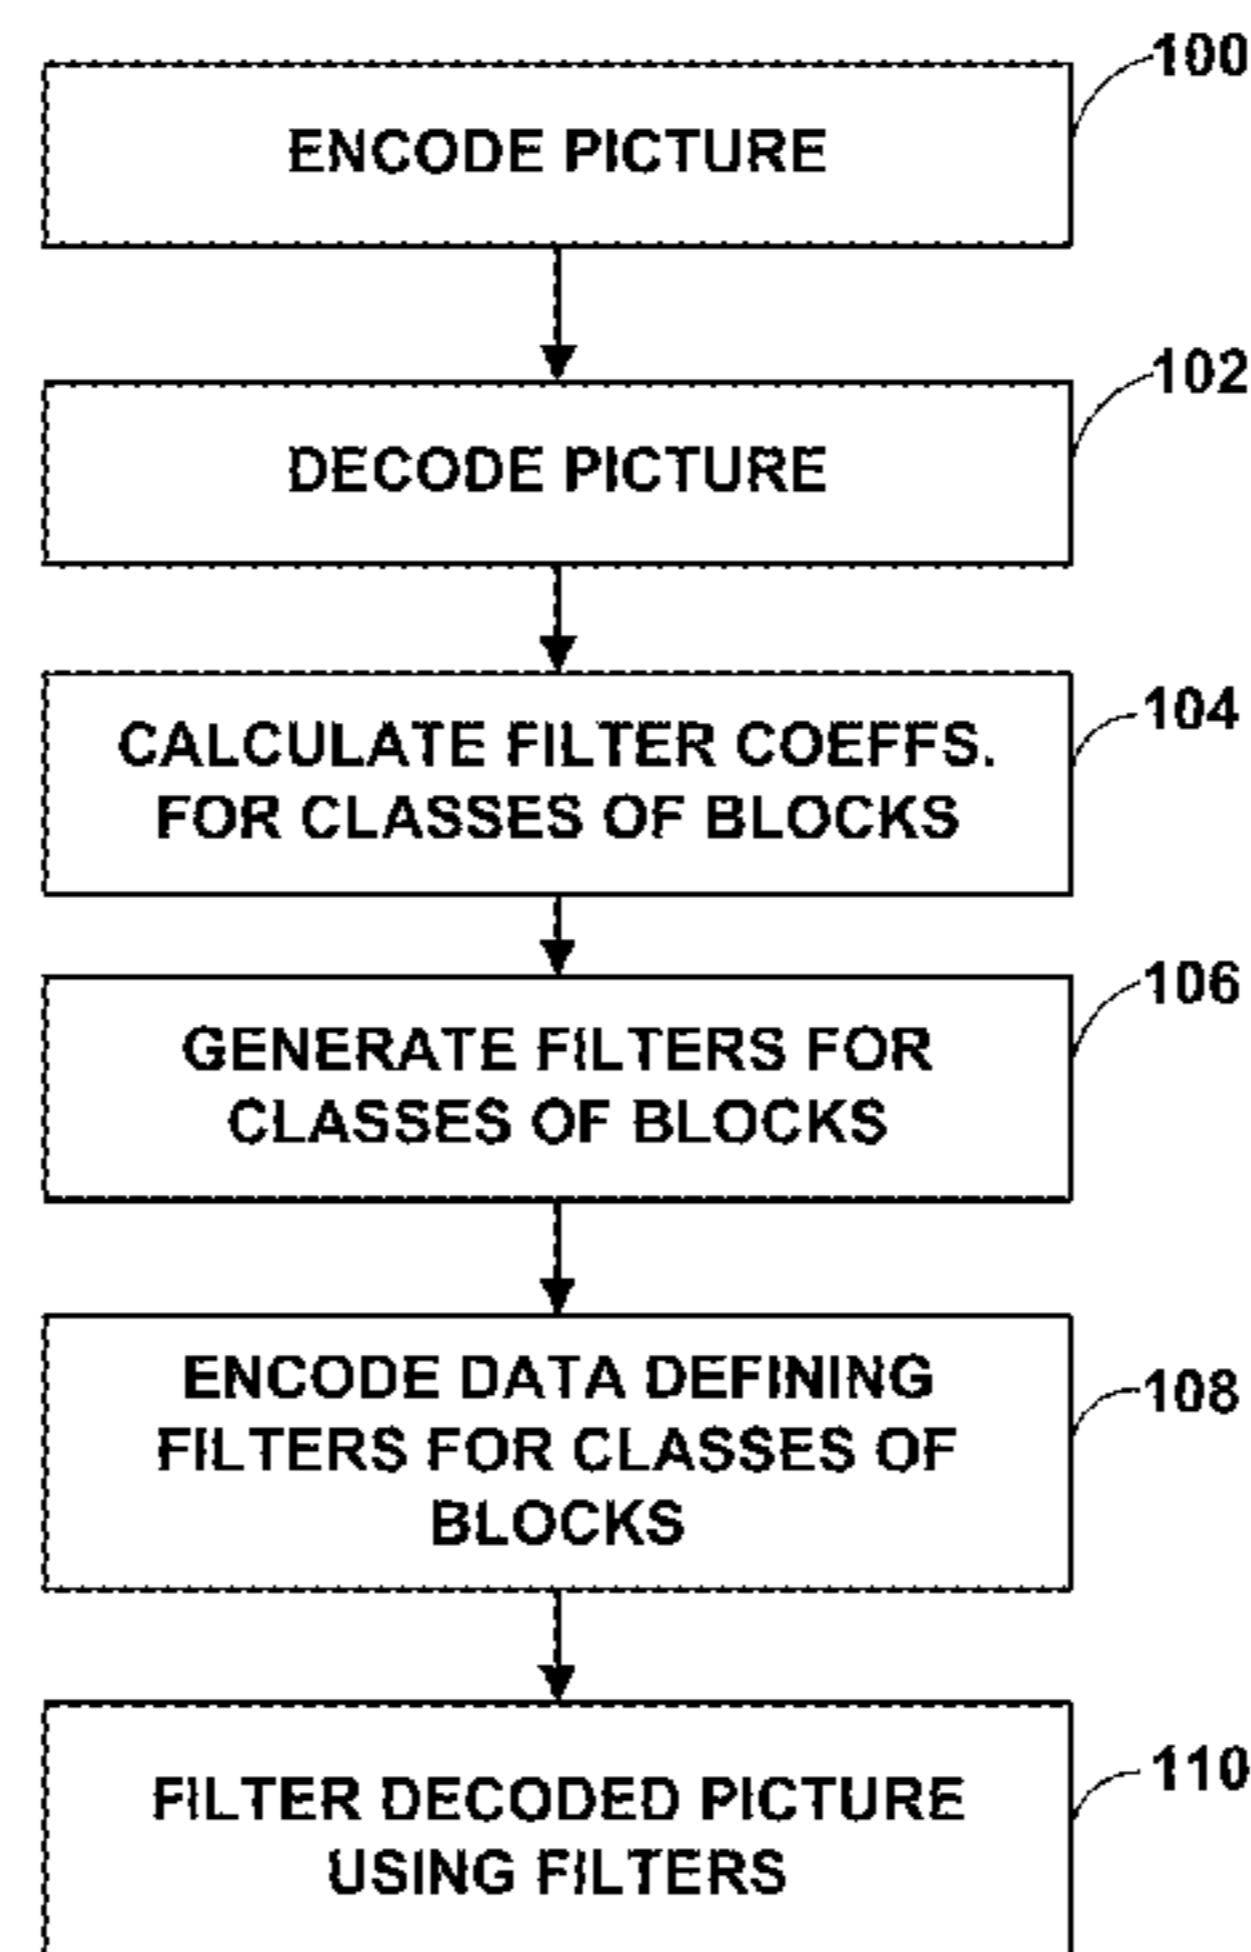 100
ENCODE PICTURE
102
DECODE PICTURE
104
CALCULATE FILTER COEFFS.
FOR CLASSES OF BLOCKS
106
GENERATE FILTERS FOR
CLASSES OF BLOCKS
108
ENCODE DATA DEFINING
FILTERS FOR CLASSES OF
BLOCKS
110
FILTER DECODED PICTURE
USING FILTERS